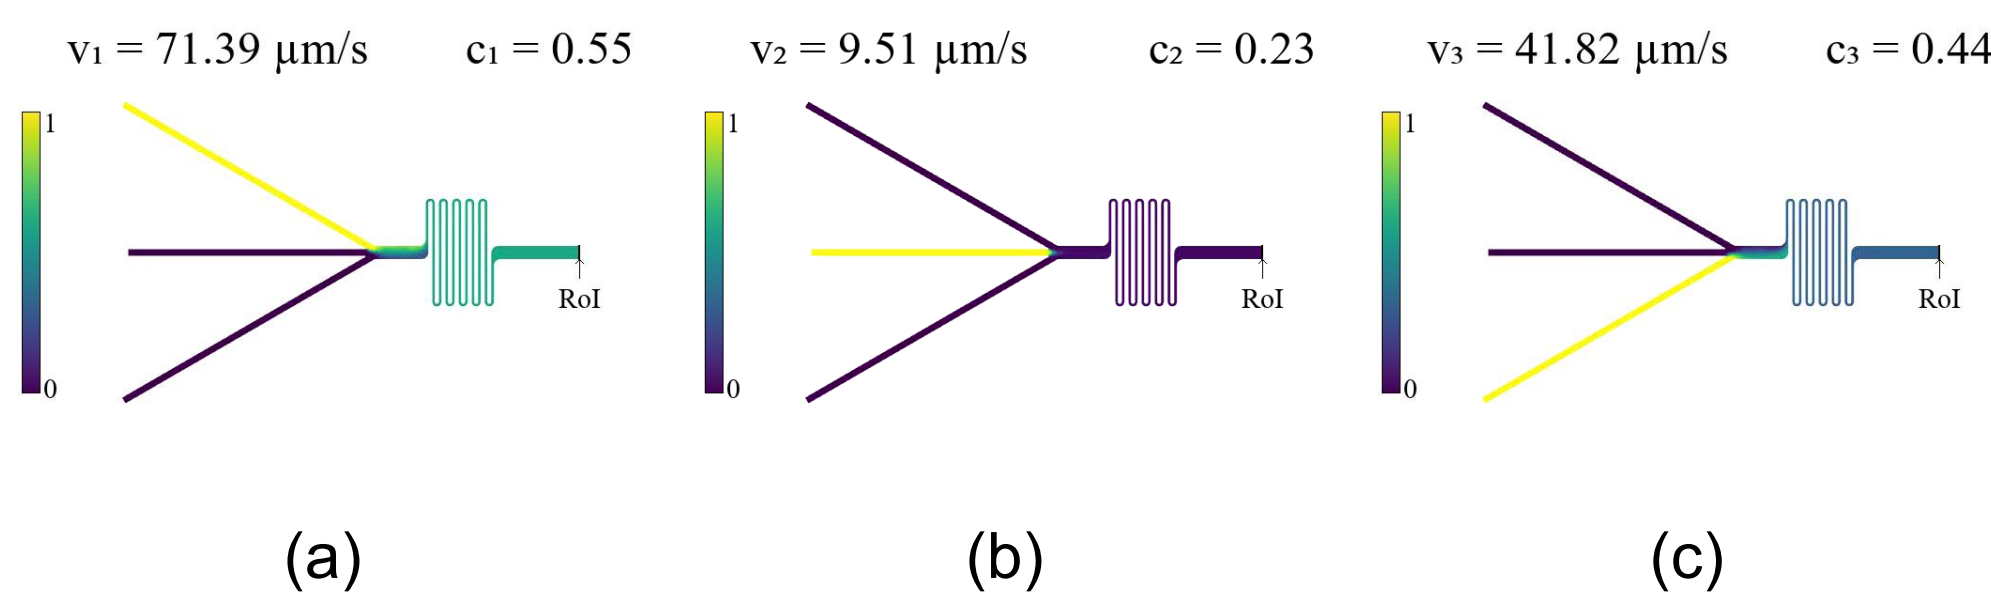 v₁ = 71.39 µm/s c₁ = 0.55
1
0
RoI
(a)
v₂ = 9.51 µm/s c₂ = 0.23
1
0
RoI
(b)
v₃ = 41.82 µm/s c₃ = 0.44
1
0
RoI
(c)